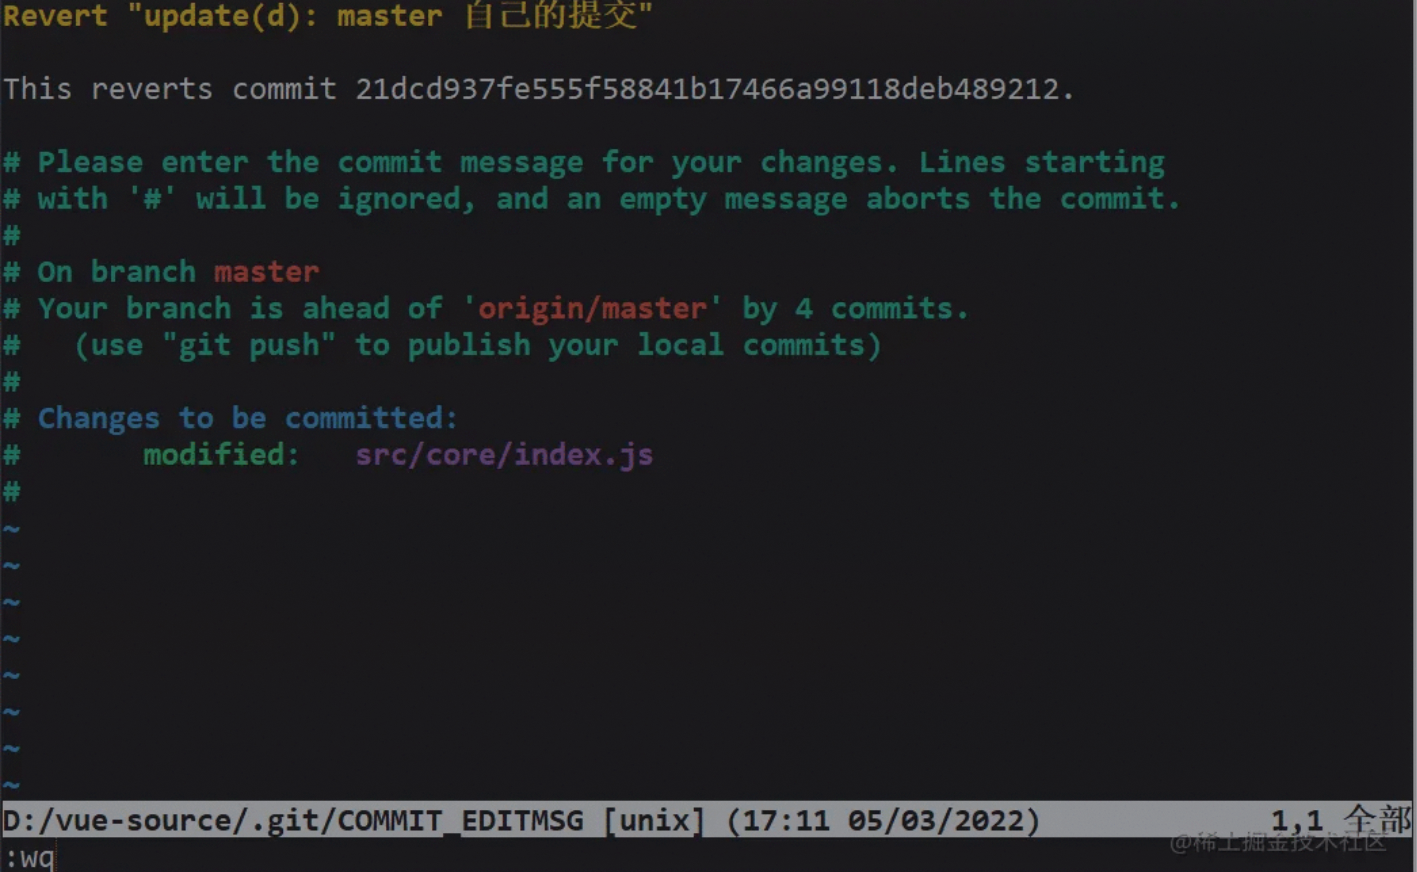 Revert "update(d): master 自己的提交"
This reverts commit 21dcd937fe555f58841b17466a99118deb489212.
# Please enter the commit message for your changes. Lines starting
# with '#' will be ignored, and an empty message aborts the commit.
#
# On branch master
# Your branch is ahead of 'origin/master' by 4 commits.
#   (use "git push" to publish your local commits)
#
# Changes to be committed:
#       modified:   src/core/index.js
#
~
~
~
~
~
~
~
~
D:/vue-source/.git/COMMIT_EDITMSG [unix] (17:11 05/03/2022) 1,1 全部
@稀土掘金技术社区
:wq